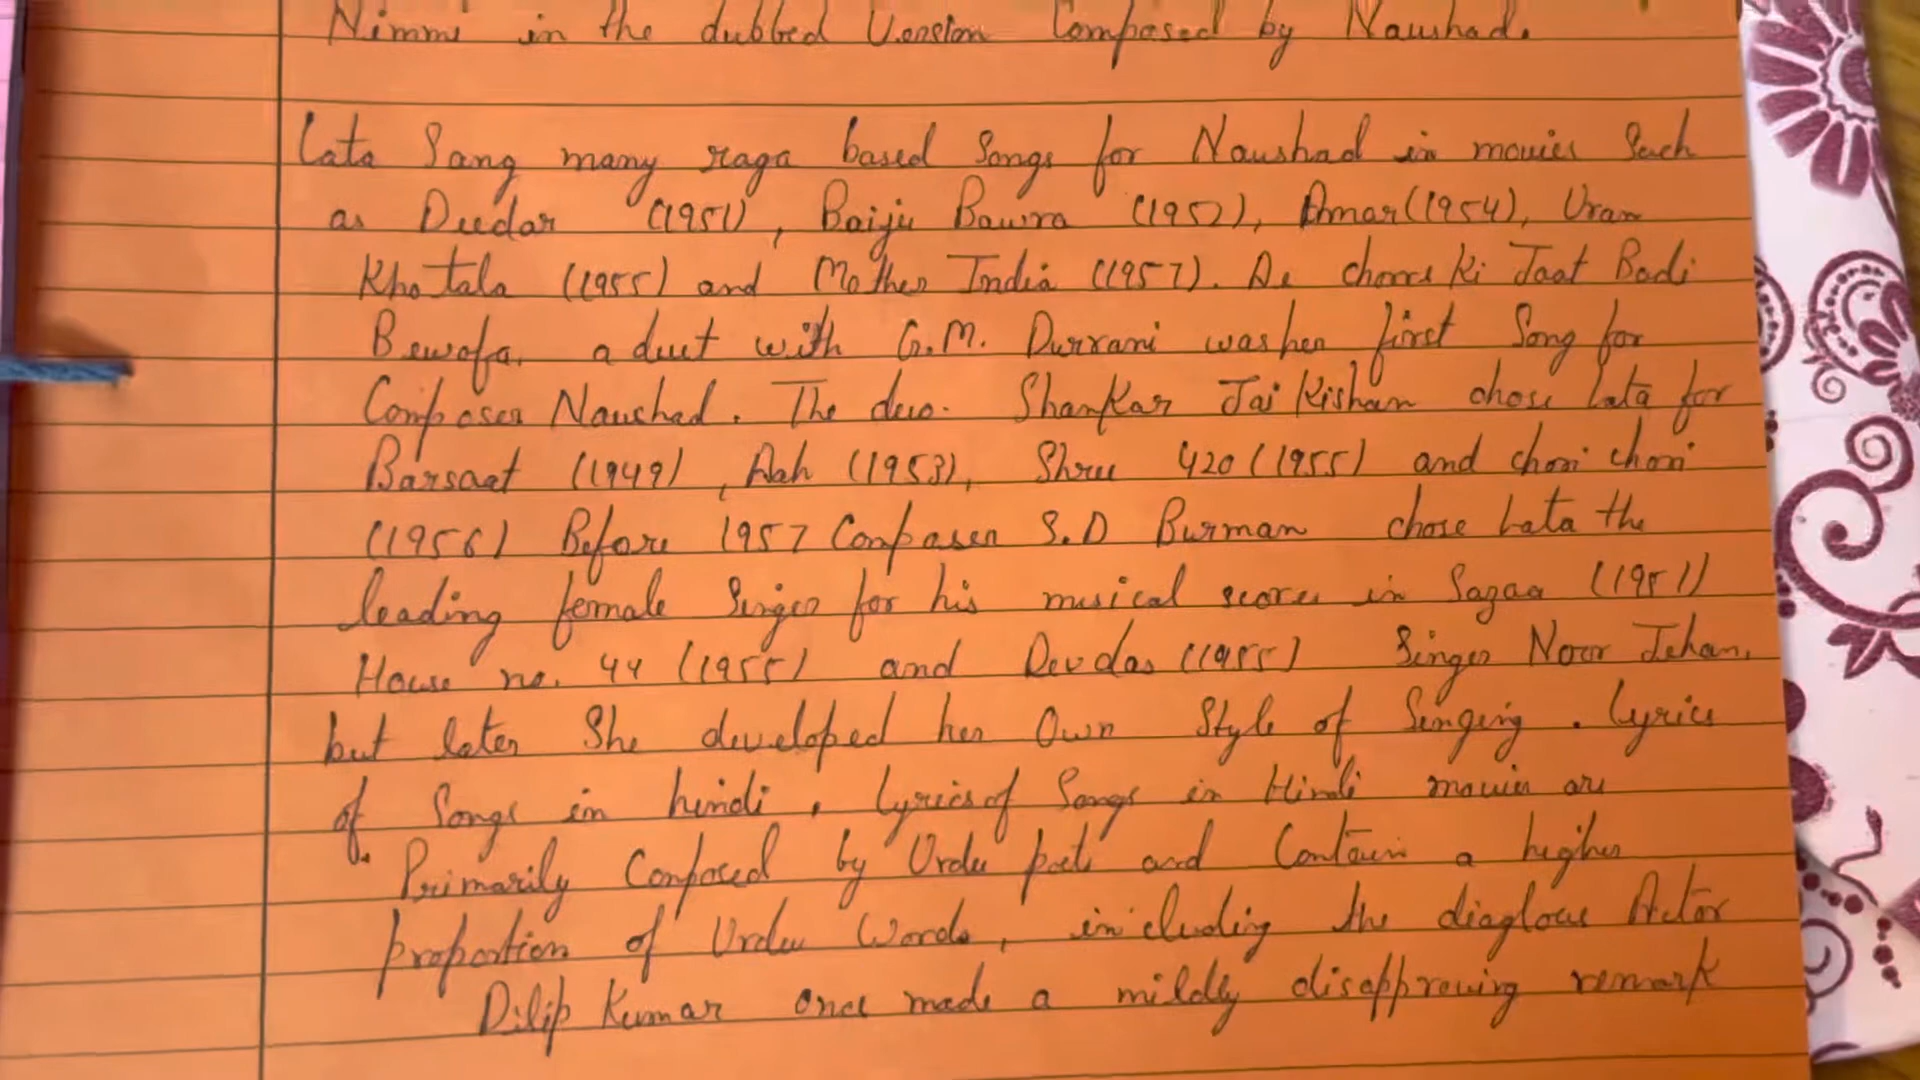 Nimmi in the dubbed Version Composed by Naushad.
Lata Sang many raga based Songs for Naushad in movies Such
as Deedar (1951), Baiju Bawra (1952), Amar (1954), Uran
Khatala (1955) and Mother India (1957). De chorre Ki Jaat Badi
Bewafa, a duet with G.M. Durrani was her first Song for
Composer Naushad. The duo. Shankar Jai Kishan chose Lata for
Barsaat (1949), Aah (1953), Shree 420 (1955) and chori chori
(1956) Before 1957 Composer S.D Burman chose Lata the
leading female Singer for his musical scores in Sazaa (1951)
House no. 44 (1955) and Devdas (1955) Singer Noor Jehan,
but later She developed her Own Style of Singing. Lyrics
of Songs in hindi, Lyrics of Songs in Hindi movies are
Primarily Composed by Urdu poets and Contain a higher
proportion of Urdu Words, including the diagloue Actor
Dilip Kumar once made a mildly disapproving remark